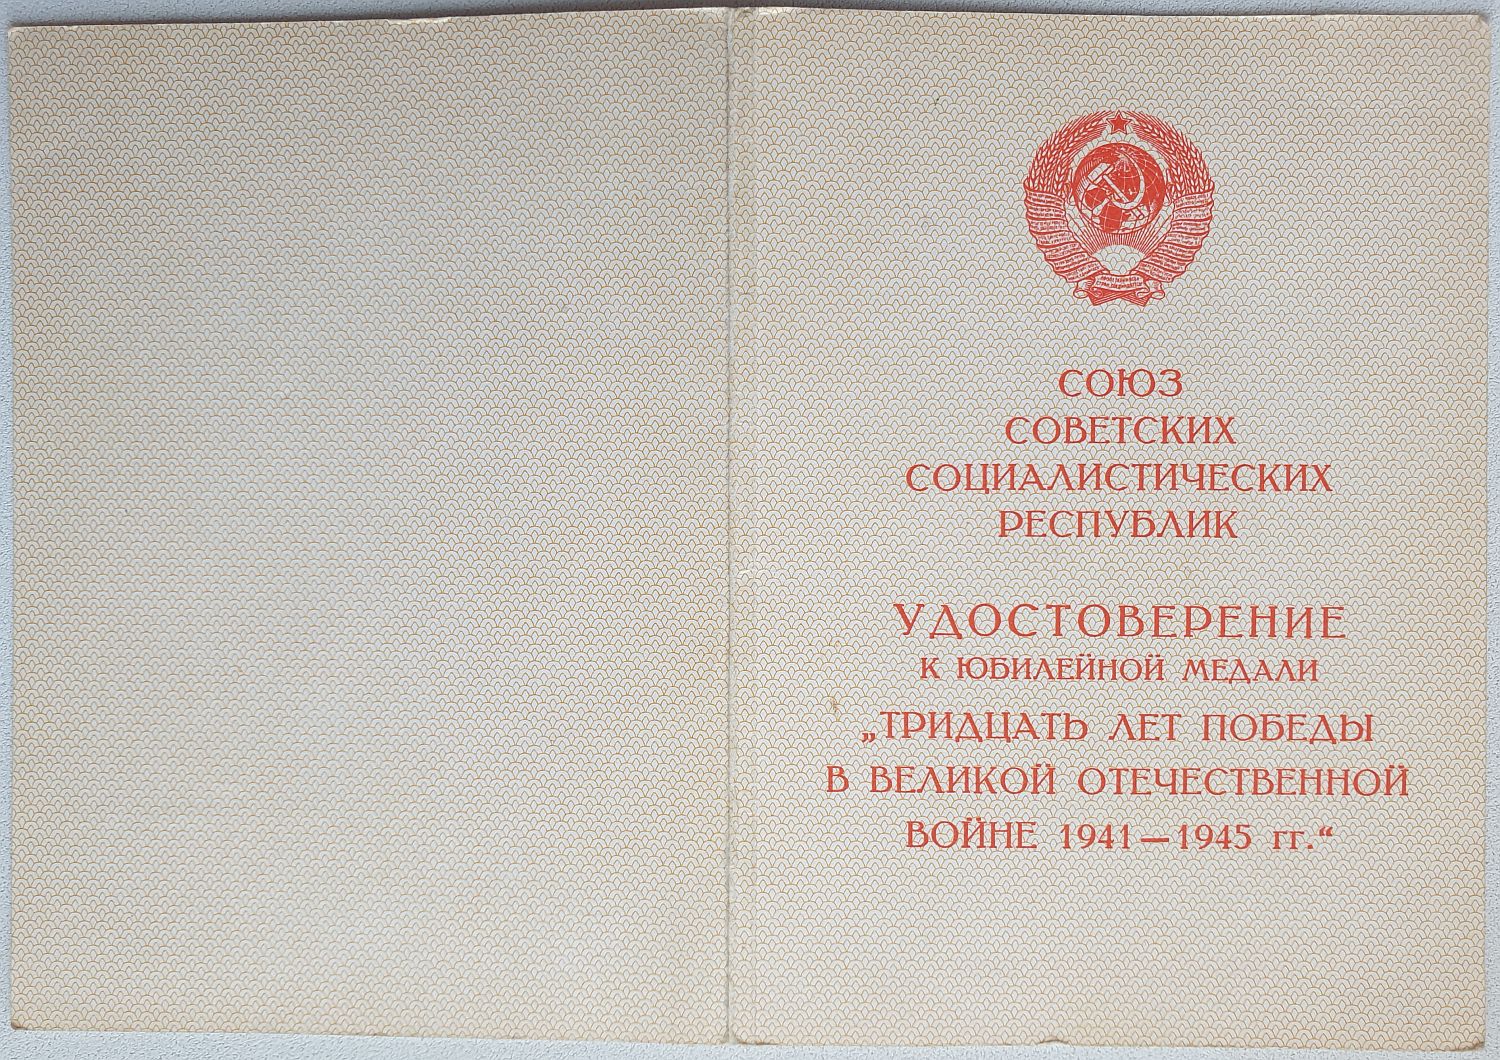 СОЮЗ
СОВЕТСКИХ
СОЦИАЛИСТИЧЕСКИХ
РЕСПУБЛИК
УДОСТОВЕРЕНИЕ
К ЮБИЛЕЙНОЙ МЕДАЛИ
„ТРИДЦАТЬ ЛЕТ ПОБЕДЫ
В ВЕЛИКОЙ ОТЕЧЕСТВЕННОЙ
ВОЙНЕ 1941—1945 гг.“